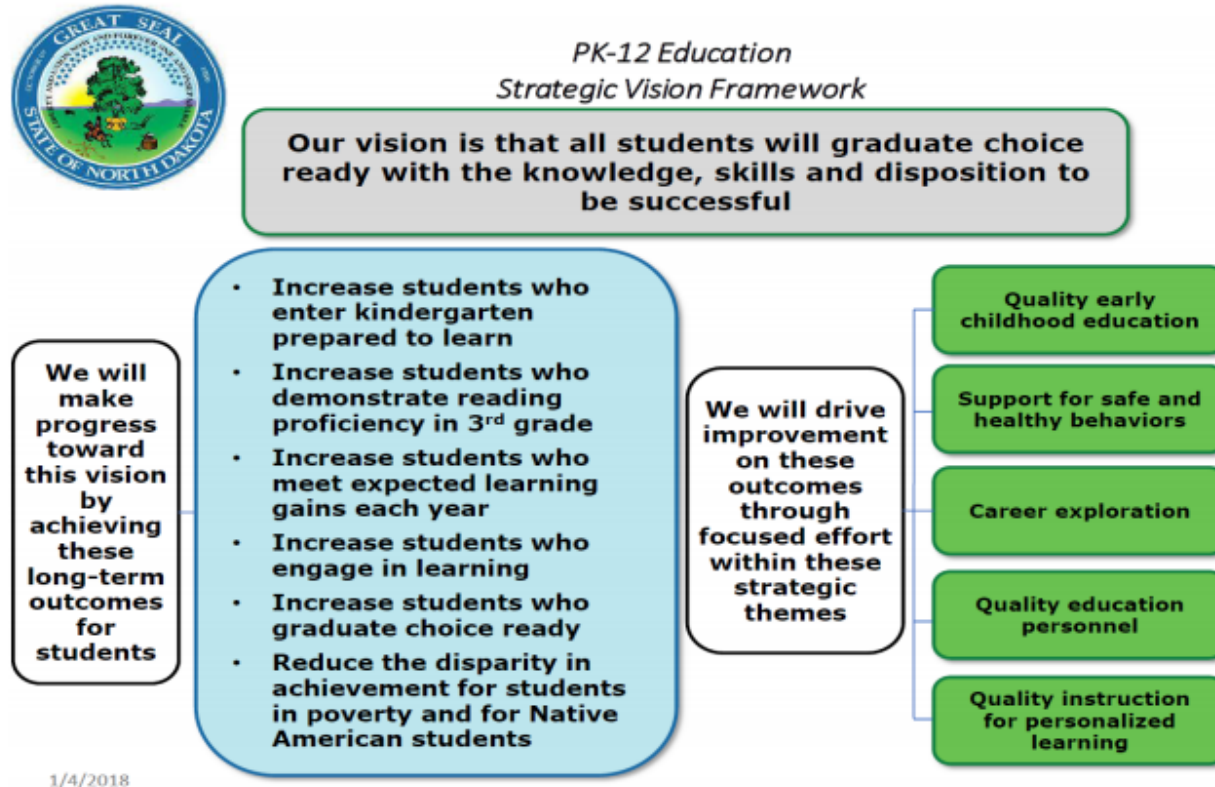 GREAT SEAL
STATE OF NORTH DAKOTA
PK-12 Education
Strategic Vision Framework
Our vision is that all students will graduate choice
ready with the knowledge, skills and disposition to
be successful
We will
make
progress
toward
this vision
by
achieving
these
long-term
outcomes
for
students
• Increase students who
enter kindergarten
prepared to learn
• Increase students who
demonstrate reading
proficiency in 3rd grade
• Increase students who
meet expected learning
gains each year
• Increase students who
engage in learning
• Increase students who
graduate choice ready
• Reduce the disparity in
achievement for students
in poverty and for Native
American students
We will drive
improvement
on these
outcomes
through
focused effort
within these
strategic
themes
Quality early
childhood education
Support for safe and
healthy behaviors
Career exploration
Quality education
personnel
Quality instruction
for personalized
learning
1/4/2018